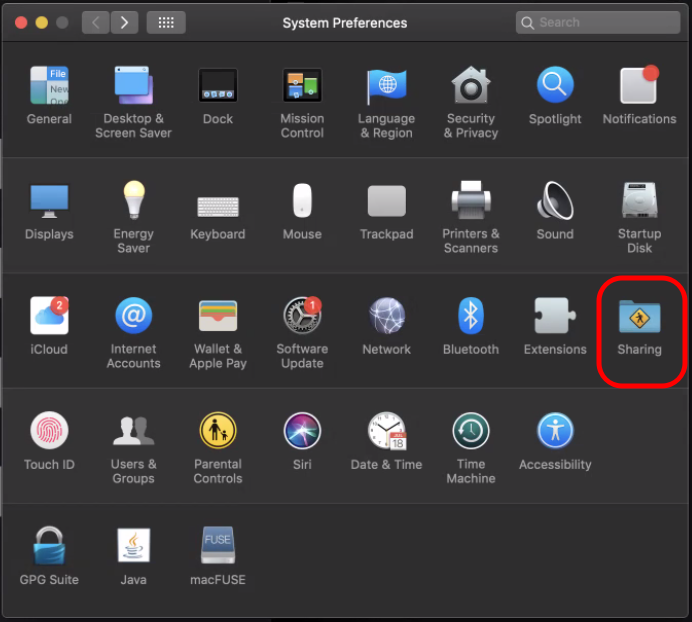 System Preferences
Search
File
New
Ope
General
Desktop &
Screen Saver
Dock
Mission
Control
Language
& Region
Security
& Privacy
Spotlight
Notifications
Displays
Energy
Saver
Keyboard
Mouse
Trackpad
Printers &
Scanners
Sound
Startup
Disk
2
iCloud
@
Internet
Accounts
Wallet &
Apple Pay
1
Software
Update
Network
Bluetooth
Extensions
Sharing
Touch ID
Users &
Groups
Parental
Controls
Siri
JUL
18
Date & Time
Time
Machine
Accessibility
GPG Suite
Java
FUSE
macFUSE